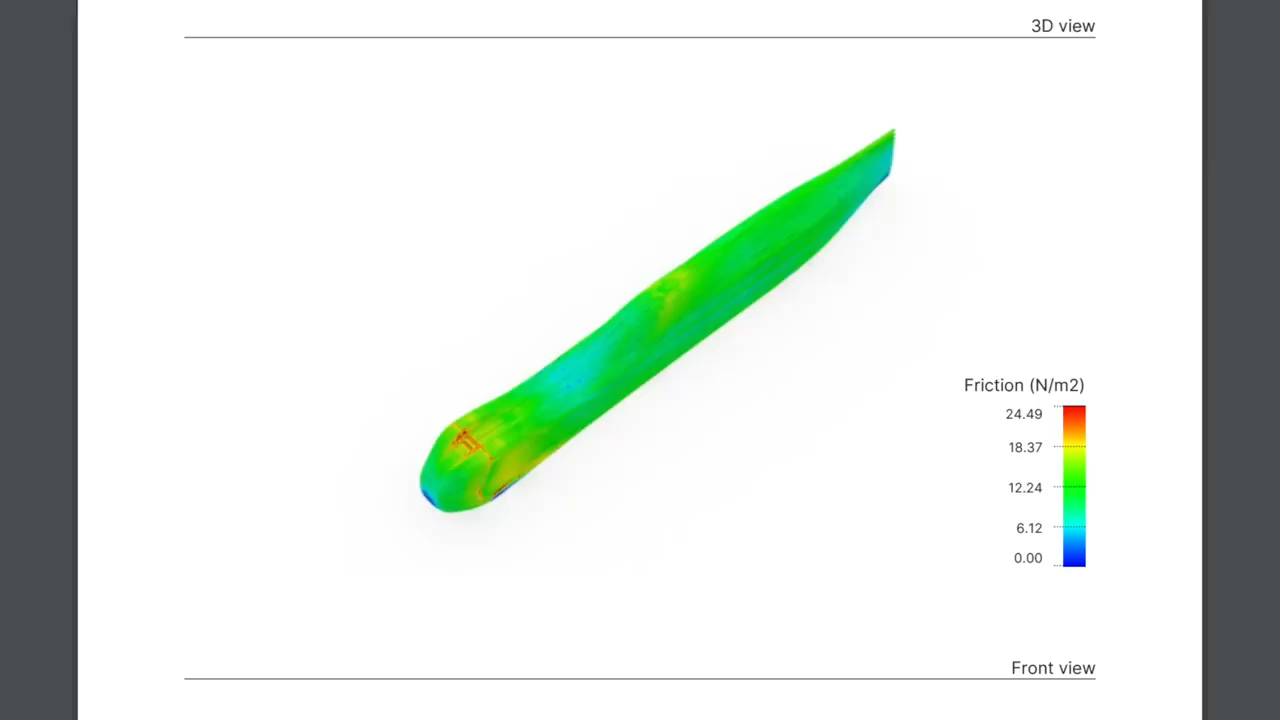 3D view
Friction (N/m2)
24.49
18.37
12.24
6.12
0.00
Front view